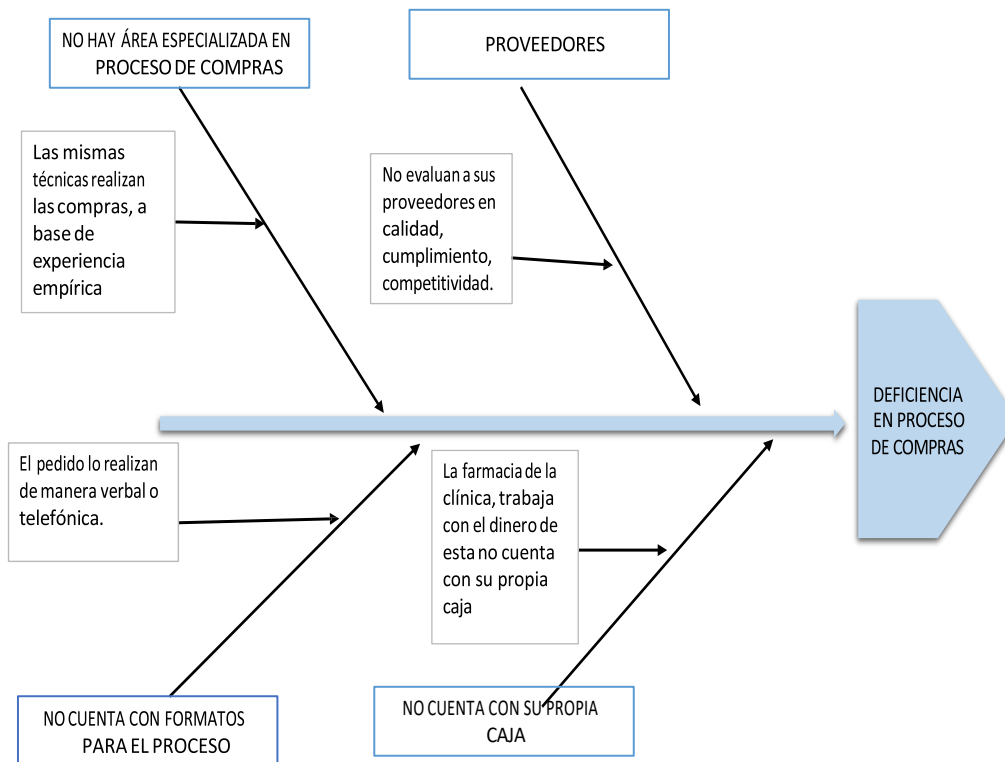 NO HAY ÁREA ESPECIALIZADA EN
PROCESO DE COMPRAS
PROVEEDORES
Las mismas
técnicas realizan
las compras, a
base de
experiencia
empírica
No evaluan a sus
proveedores en
calidad,
cumplimiento,
competitividad.
DEFICIENCIA
EN PROCESO
DE COMPRAS
El pedido lo realizan
de manera verbal o
telefónica.
La farmacia de la
clínica, trabaja
con el dinero de
esta no cuenta
con su propia
caja
NO CUENTA CON FORMATOS
PARA EL PROCESO
NO CUENTA CON SU PROPIA
CAJA